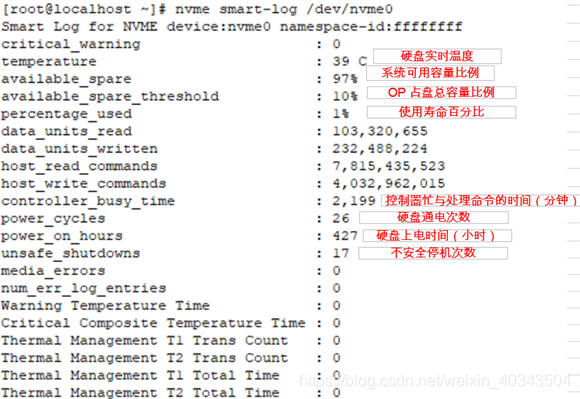 [root@localhost ~]# nvme smart-log /dev/nvme0
Smart Log for NVME device:nvme0 namespace-id:ffffffff
critical_warning : 0
temperature : 39 C 硬盘实时温度
available_spare : 97% 系统可用容量比例
available_spare_threshold : 10% OP 占盘总容量比例
percentage_used : 1% 使用寿命百分比
data_units_read : 103,320,655
data_units_written : 232,488,224
host_read_commands : 7,815,435,523
host_write_commands : 4,032,962,015
controller_busy_time : 2,199 控制器忙与处理命令的时间（分钟）
power_cycles : 26 硬盘通电次数
power_on_hours : 427 硬盘上电时间（小时）
unsafe_shutdowns : 17 不安全停机次数
media_errors : 0
num_err_log_entries : 0
Warning Temperature Time : 0
Critical Composite Temperature Time : 0
Thermal Management T1 Trans Count : 0
Thermal Management T2 Trans Count : 0
Thermal Management T1 Total Time : 0
Thermal Management T2 Total Time : 0
https://blog.csdn.net/weixin_40343504